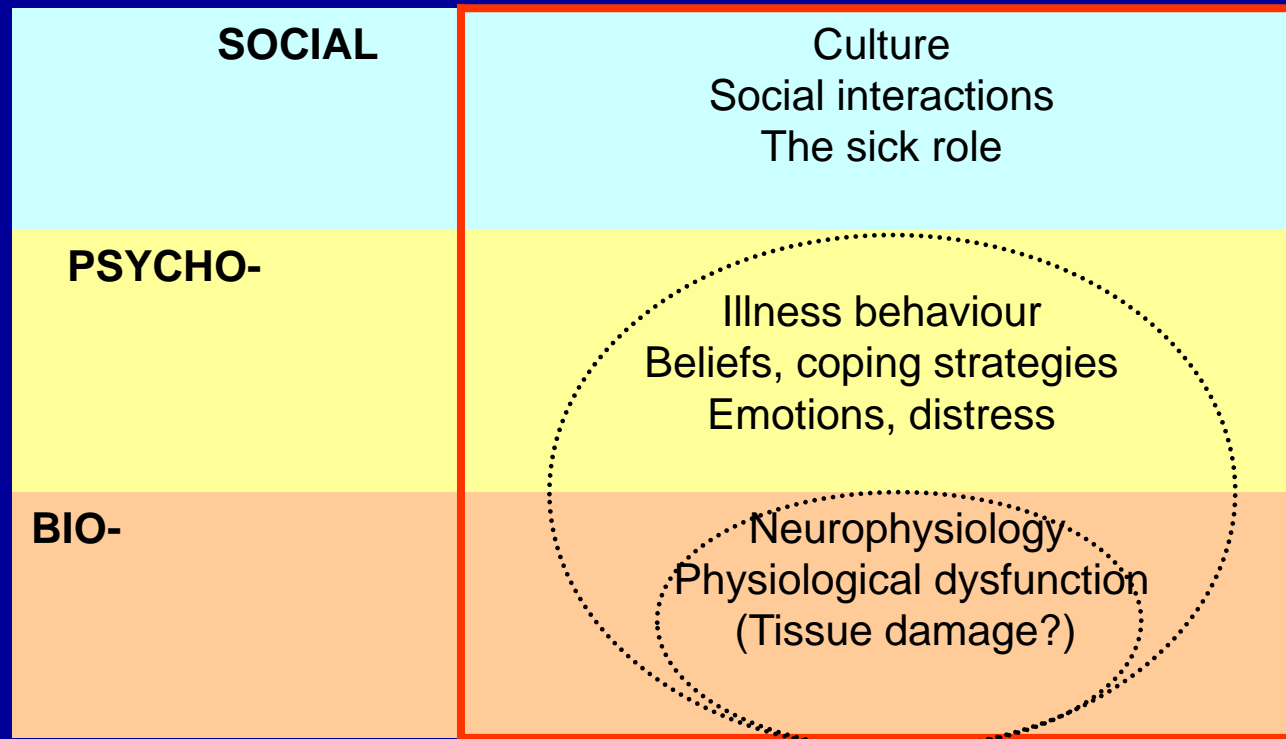 SOCIAL
Culture
Social interactions
The sick role
PSYCHO-
Illness behaviour
Beliefs, coping strategies
Emotions, distress
BIO-
Neurophysiology
Physiological dysfunction
(Tissue damage?)